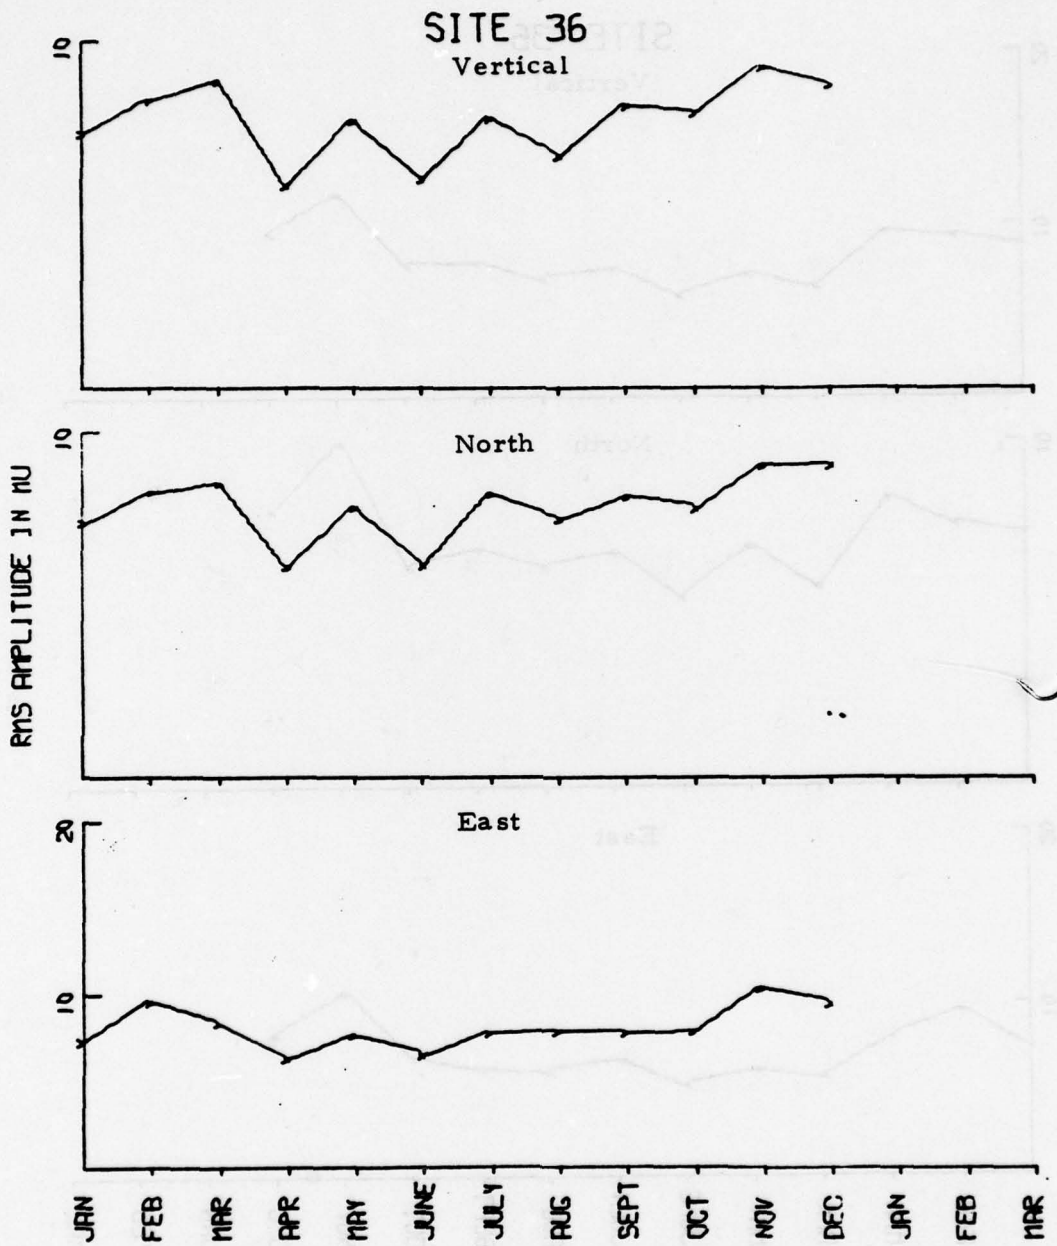 SITE 36
Vertical
10
North
10
RMS AMPLITUDE IN MU
East
20
10
JAN FEB MAR APR MAY JUNE JULY AUG SEPT OCT NOV DEC JAN FEB MAR